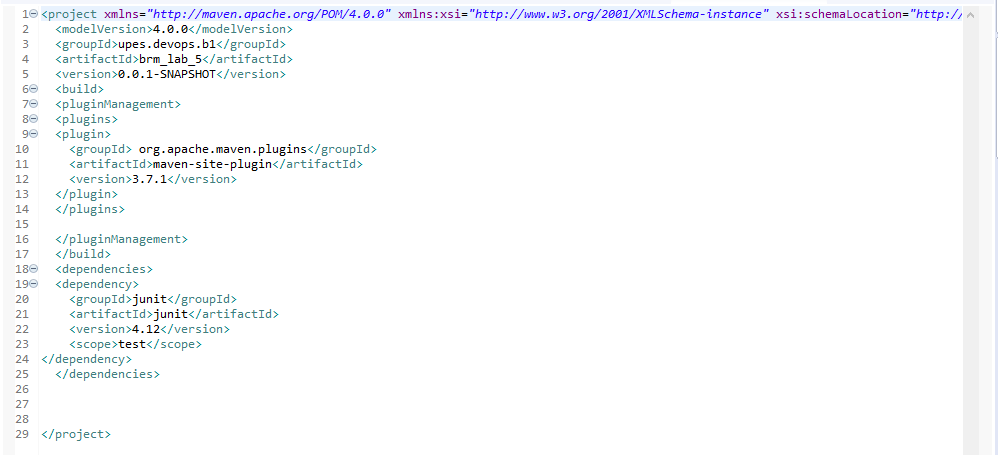 1 <project xmlns="http://maven.apache.org/POM/4.0.0" xmlns:xsi="http://www.w3.org/2001/XMLSchema-instance" xsi:schemaLocation="http://
2 <modelVersion>4.0.0</modelVersion>
3 <groupId>upes.devops.b1</groupId>
4 <artifactId>brm_lab_5</artifactId>
5 <version>0.0.1-SNAPSHOT</version>
6 <build>
7 <pluginManagement>
8 <plugins>
9 <plugin>
10 <groupId> org.apache.maven.plugins</groupId>
11 <artifactId>maven-site-plugin</artifactId>
12 <version>3.7.1</version>
13 </plugin>
14 </plugins>
15
16 </pluginManagement>
17 </build>
18 <dependencies>
19 <dependency>
20 <groupId>junit</groupId>
21 <artifactId>junit</artifactId>
22 <version>4.12</version>
23 <scope>test</scope>
24 </dependency>
25 </dependencies>
26
27
28
29 </project>